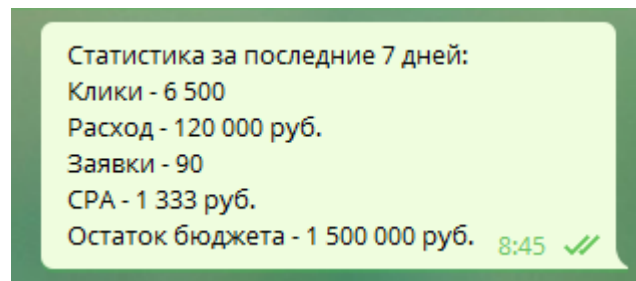 Статистика за последние 7 дней:
Клики - 6 500
Расход - 120 000 руб.
Заявки - 90
CPA - 1 333 руб.
Остаток бюджета - 1 500 000 руб.
8:45